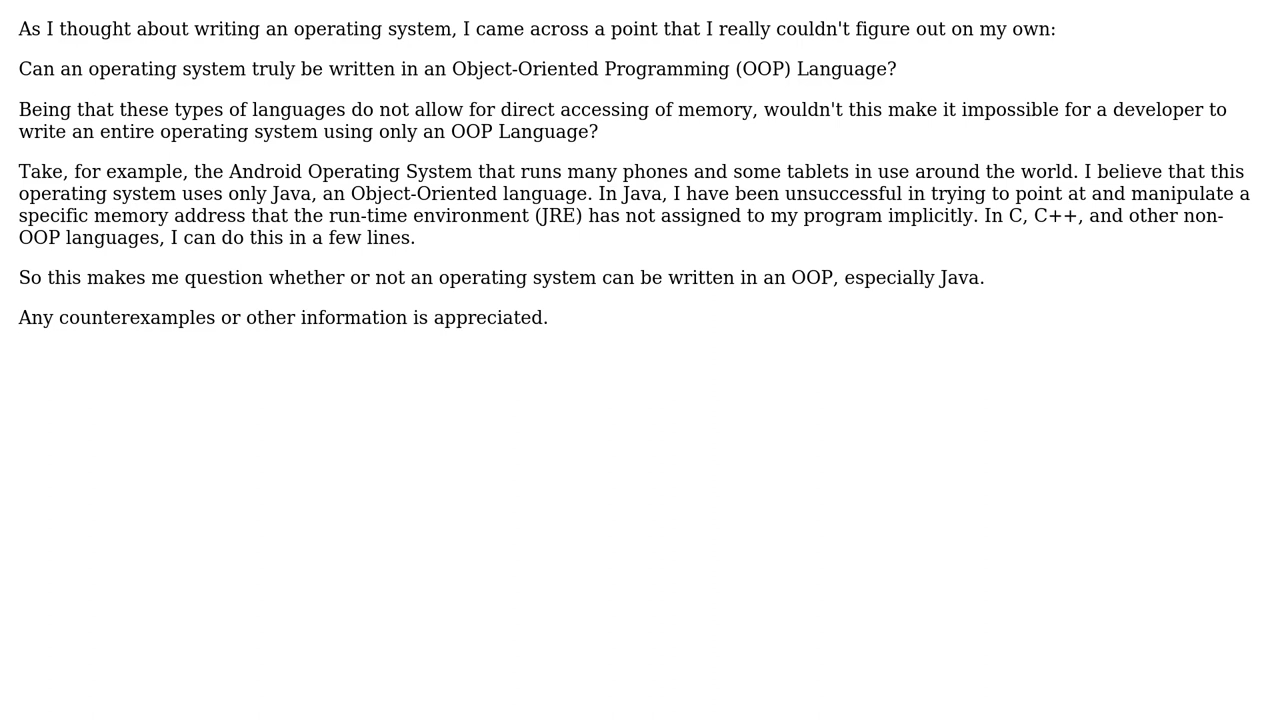 As I thought about writing an operating system, I came across a point that I really couldn't figure out on my own:
Can an operating system truly be written in an Object-Oriented Programming (OOP) Language?
Being that these types of languages do not allow for direct accessing of memory, wouldn't this make it impossible for a developer to
write an entire operating system using only an OOP Language?
Take, for example, the Android Operating System that runs many phones and some tablets in use around the world. I believe that this
operating system uses only Java, an Object-Oriented language. In Java, I have been unsuccessful in trying to point at and manipulate a
specific memory address that the run-time environment (JRE) has not assigned to my program implicitly. In C, C++, and other non-
OOP languages, I can do this in a few lines.
So this makes me question whether or not an operating system can be written in an OOP, especially Java.
Any counterexamples or other information is appreciated.